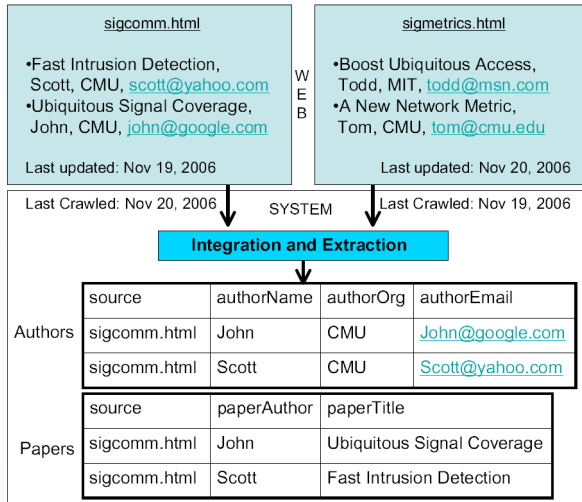 sigcomm.html
•Fast Intrusion Detection,
Scott, CMU, scott@yahoo.com
•Ubiquitous Signal Coverage,
John, CMU, john@google.com
Last updated: Nov 19, 2006
W
E
B
sigmetrics.html
•Boost Ubiquitous Access,
Todd, MIT, todd@msn.com
•A New Network Metric,
Tom, CMU, tom@cmu.edu
Last updated: Nov 20, 2006
Last Crawled: Nov 20, 2006
SYSTEM
Last Crawled: Nov 19, 2006
Integration and Extraction
Authors
source authorName authorOrg authorEmail
sigcomm.html John CMU John@google.com
sigcomm.html Scott CMU Scott@yahoo.com
Papers
source paperAuthor paperTitle
sigcomm.html John Ubiquitous Signal Coverage
sigcomm.html Scott Fast Intrusion Detection